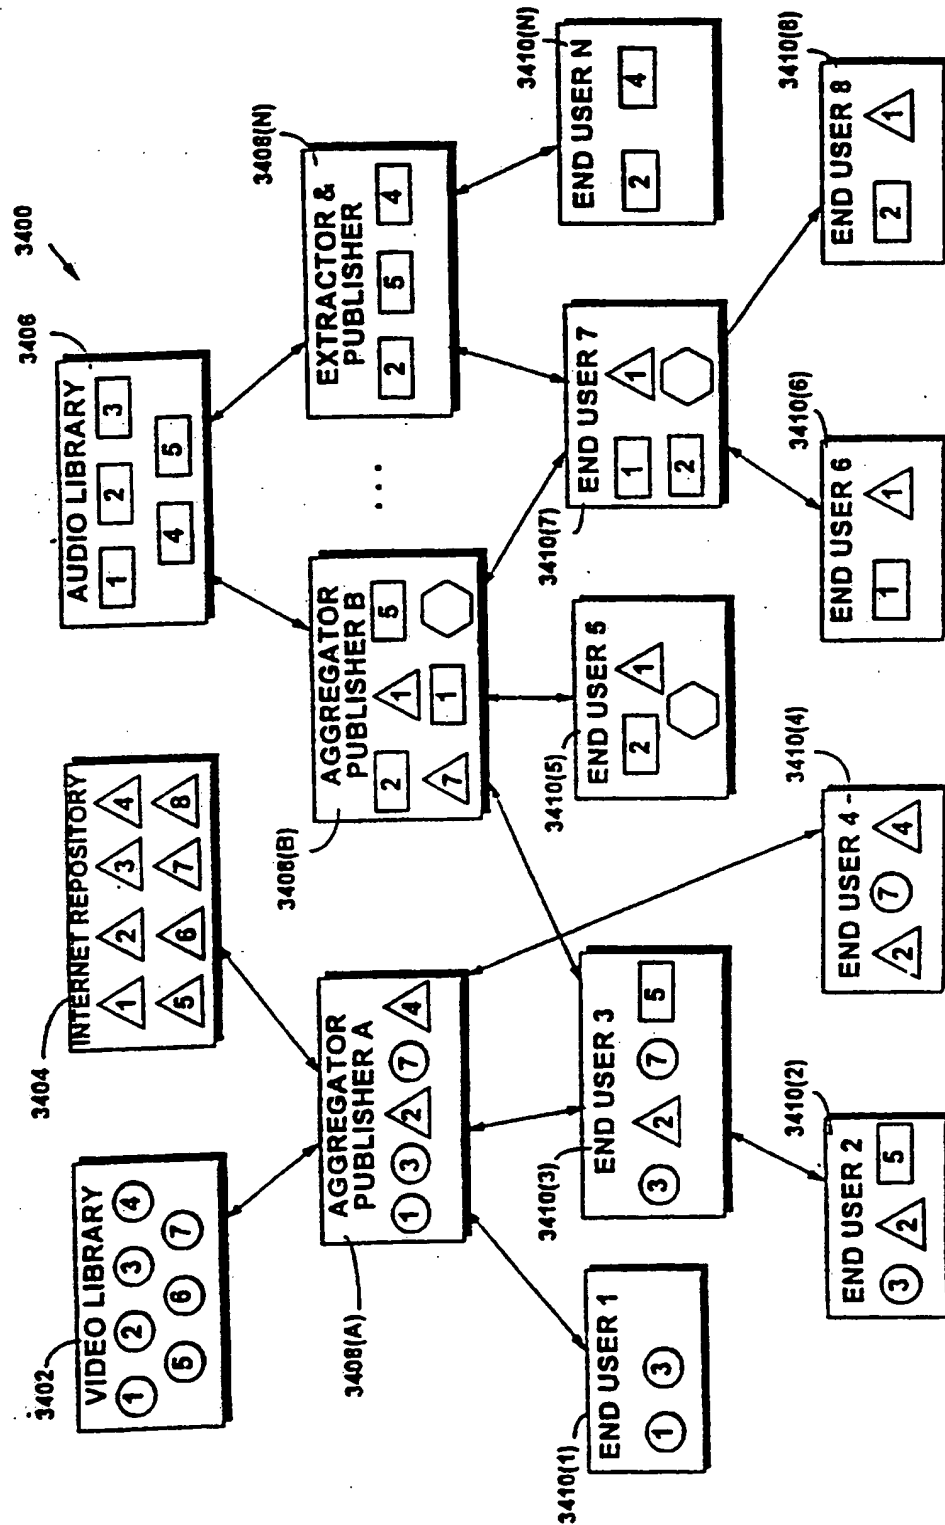 3400
3402
VIDEO LIBRARY
1 2 3 4
5 6 7
3404
INTERNET REPOSITORY
1 2 3 4
5 6 7 8
3406
AUDIO LIBRARY
1 2 3
4 5
3408(A)
AGGREGATOR
PUBLISHER A
1 3 2 7 4
3408(B)
AGGREGATOR
PUBLISHER B
2 1 5
7 1
. . .
3408(N)
EXTRACTOR &
PUBLISHER
2 5 4
3410(1)
END USER 1
1 3
3410(3)
END USER 3
3 2 7 5
3410(5)
END USER 5
2 1
3410(7)
END USER 7
1 1
2
3410(N)
END USER N
2 4
3410(2)
END USER 2
3 2 5
3410(4)
END USER 4
2 7 4
3410(6)
END USER 6
1 1
3410(8)
END USER 8
2 1